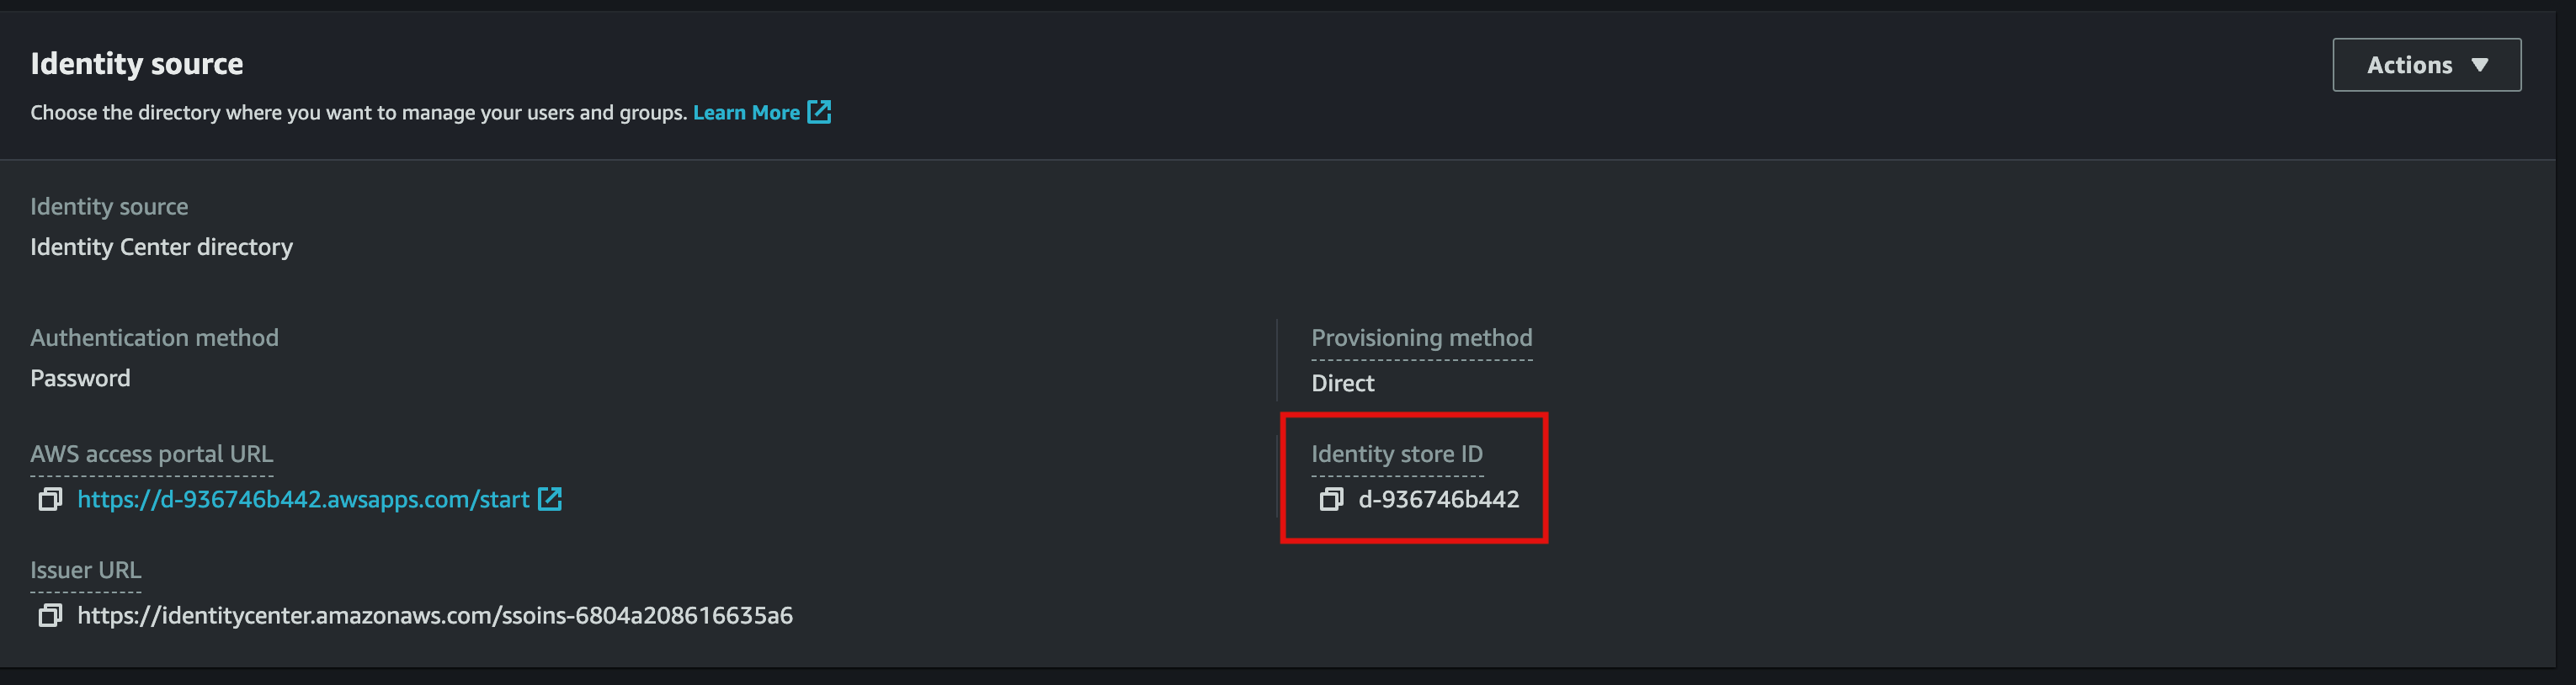 Identity source
Actions
Choose the directory where you want to manage your users and groups. Learn More
Identity source
Identity Center directory
Authentication method
Password
Provisioning method
Direct
AWS access portal URL
https://d-936746b442.awsapps.com/start
Identity store ID
d-936746b442
Issuer URL
https://identitycenter.amazonaws.com/ssoins-6804a208616635a6